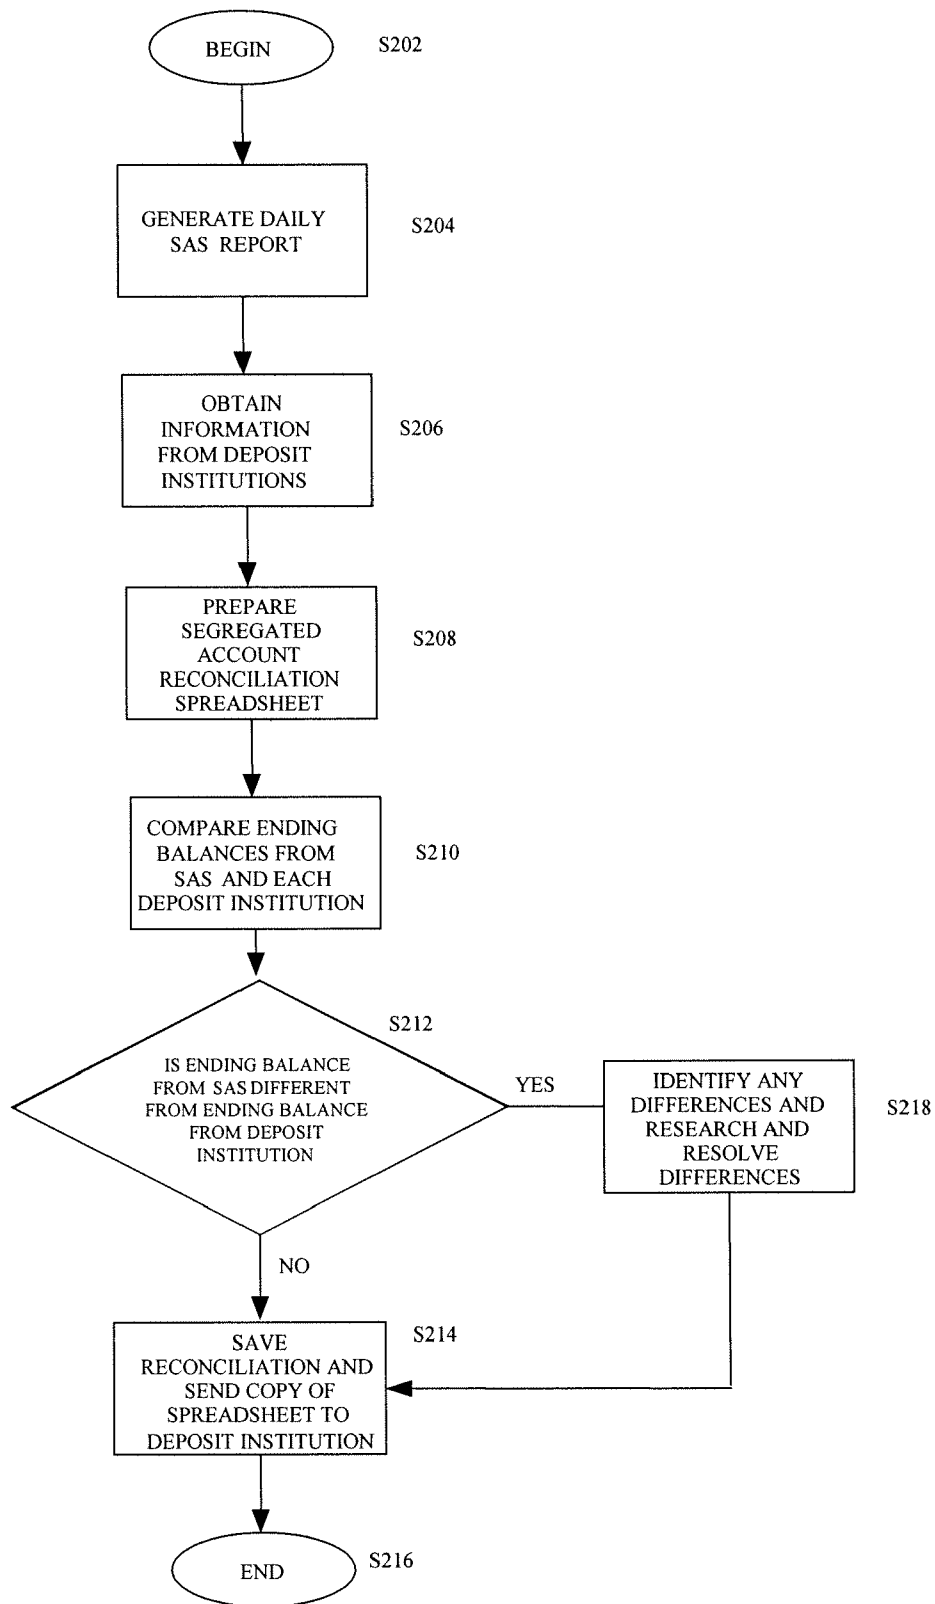 BEGIN
S202
GENERATE DAILY
SAS REPORT
S204
OBTAIN
INFORMATION
FROM DEPOSIT
INSTITUTIONS
S206
PREPARE
SEGREGATED
ACCOUNT
RECONCILIATION
SPREADSHEET
S208
COMPARE ENDING
BALANCES FROM
SAS AND EACH
DEPOSIT INSTITUTION
S210
S212
IS ENDING BALANCE
FROM SAS DIFFERENT
FROM ENDING BALANCE
FROM DEPOSIT
INSTITUTION
YES
IDENTIFY ANY
DIFFERENCES AND
RESEARCH AND
RESOLVE
DIFFERENCES
S218
NO
SAVE
RECONCILIATION AND
SEND COPY OF
SPREADSHEET TO
DEPOSIT INSTITUTION
S214
END
S216